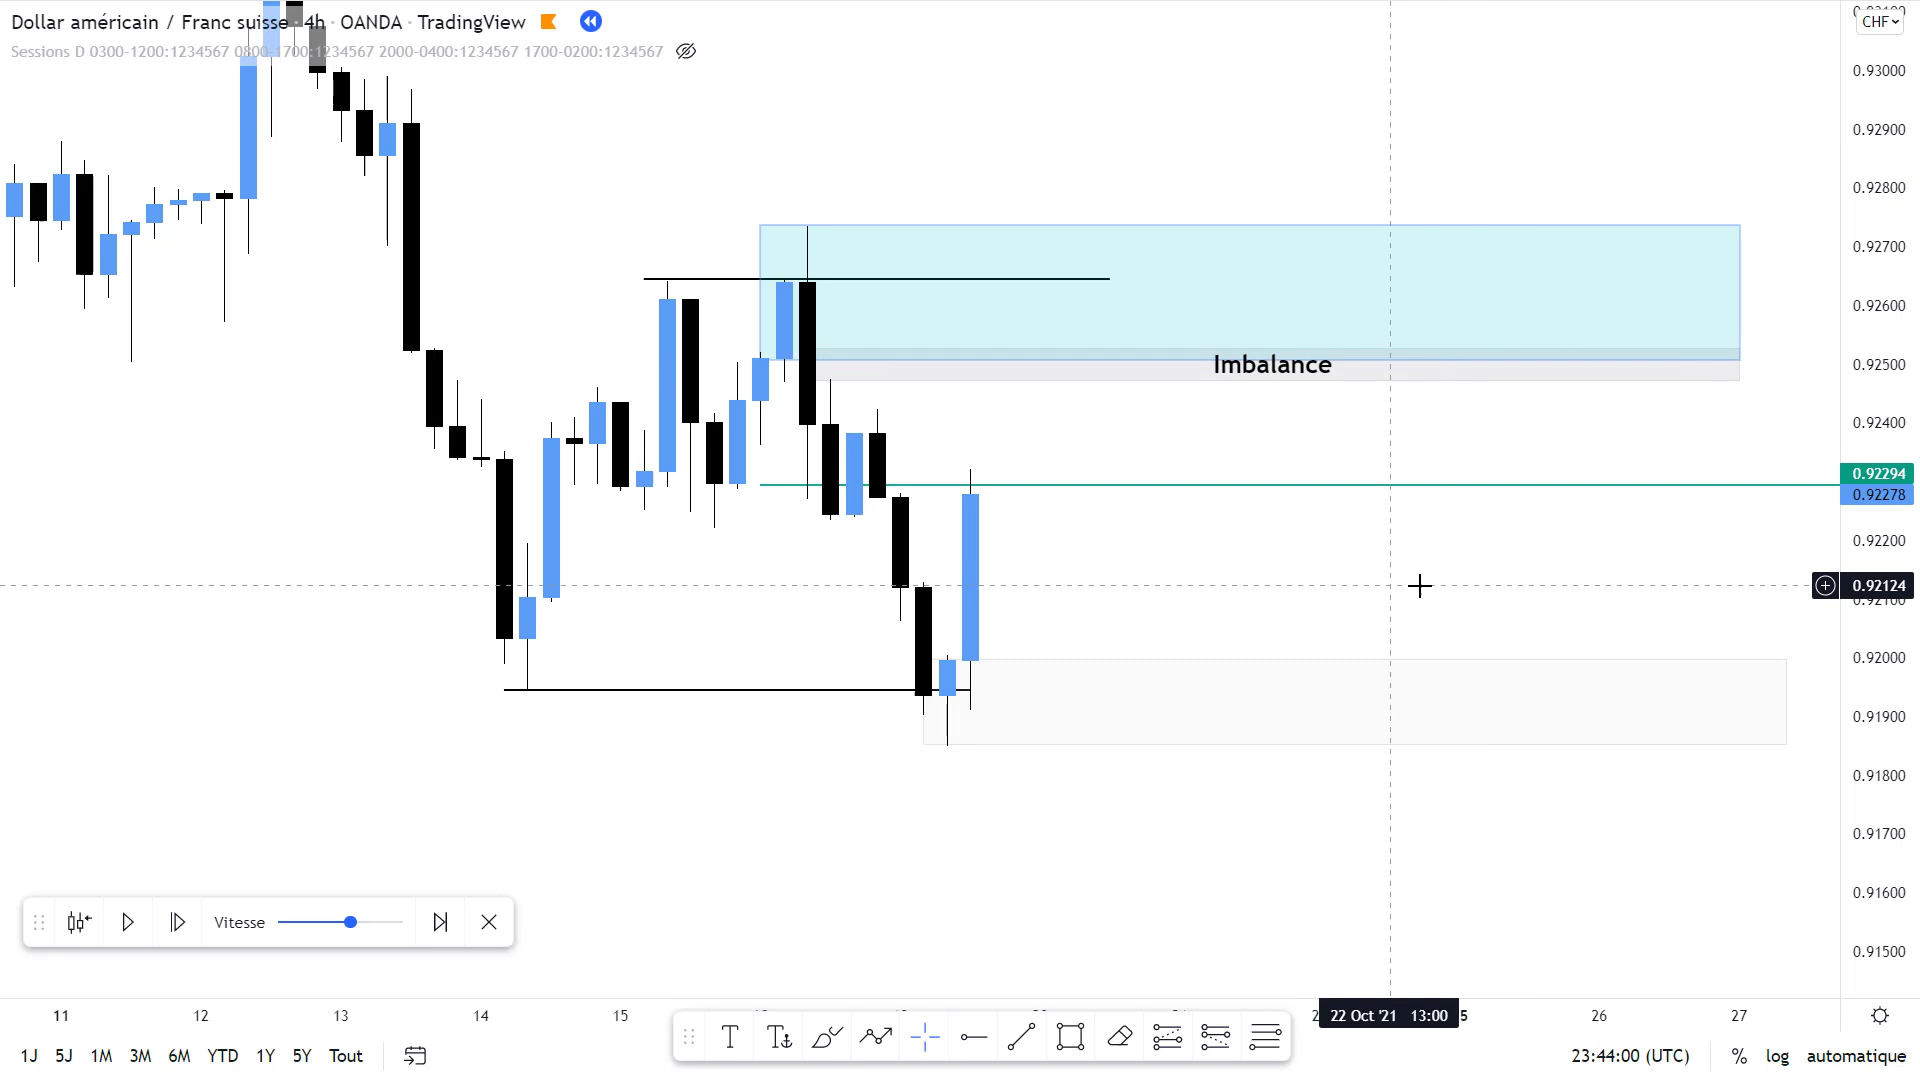 Dollar américain / Franc suisse · 4h · OANDA · TradingView
Sessions D 0300-1200:1234567 0800-1700:1234567 2000-0400:1234567 1700-0200:1234567
CHF
0.93000
0.92900
0.92800
0.92700
0.92600
0.92500
Imbalance
0.92400
0.92294
0.92278
0.92200
0.92124
0.92100
0.92000
0.91900
0.91800
0.91700
0.91600
0.91500
Vitesse
11 12 13 14 15 22 Oct '21 13:00 26 27
1J 5J 1M 3M 6M YTD 1Y 5Y Tout
23:44:00 (UTC) % log automatique